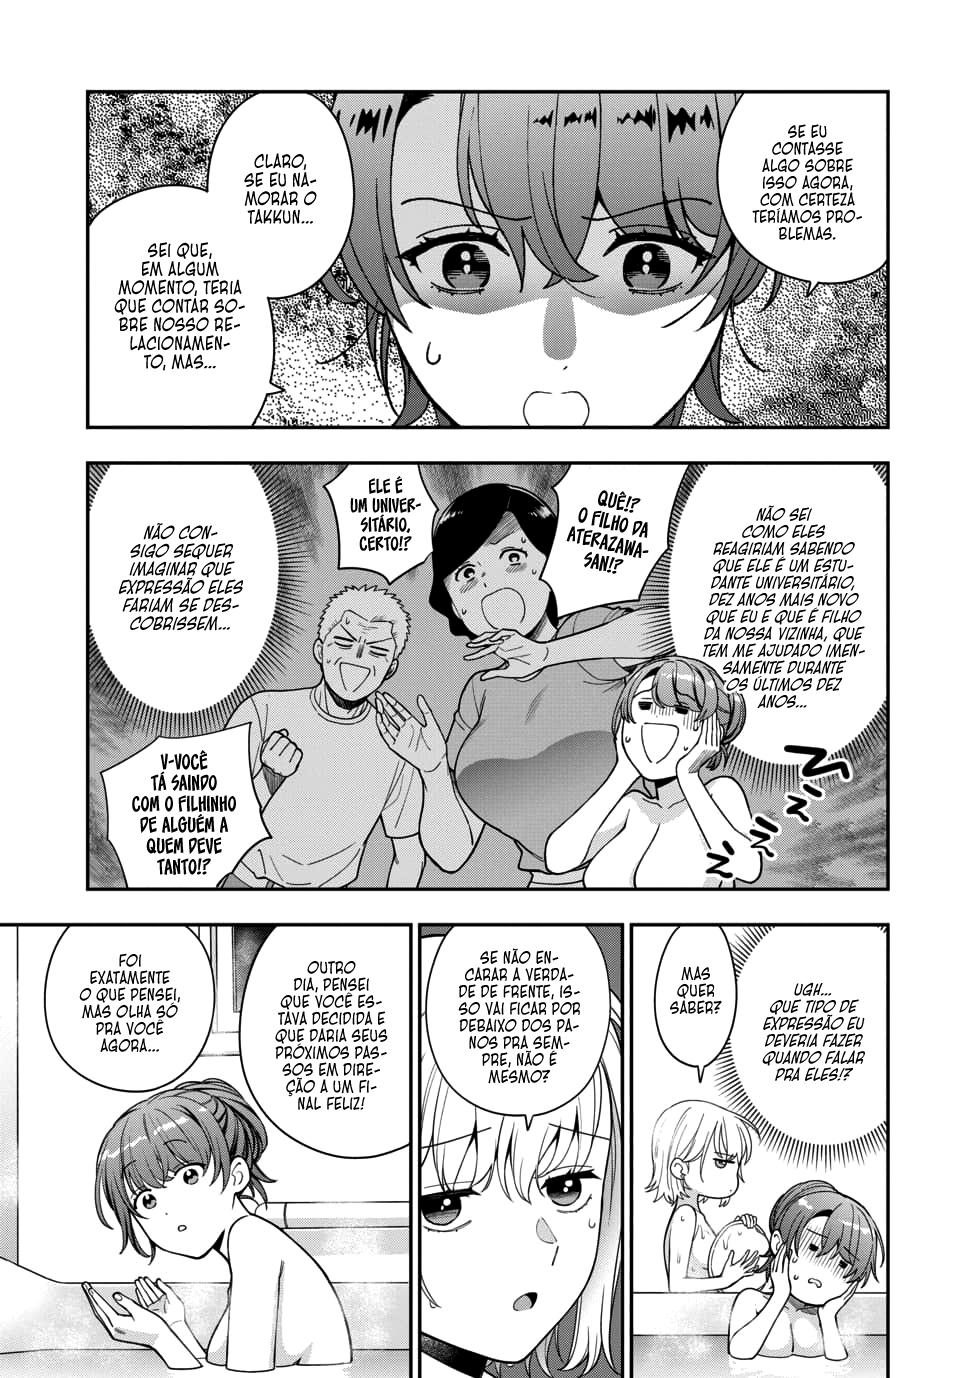 SE EU
CONTASSE
ALGO SOBRE
ISSO AGORA,
COM CERTEZA
TERÍAMOS PRO-
BLEMAS.
CLARO,
SE EU NA-
MORAR O
TAKKUN...
SEI QUE,
EM ALGUM
MOMENTO, TERIA
QUE CONTAR SO-
BRE NOSSO RE-
LACIONAMEN-
TO, MAS...
NÃO SEI
COMO ELES
REAGIRIAM SABENDO
QUE ELE É UM ESTU-
DANTE UNIVERSITÁRIO,
DEZ ANOS MAIS NOVO
QUE EU E QUE É FILHO
DA NOSSA VIZINHA, QUE
TEM ME AJUDADO IMEN-
SAMENTE DURANTE
OS ÚLTIMOS DEZ
ANOS...
QUÊ!?
O FILHO DA
ATERAZAWA-
SAN!?
ELE É
UM UNIVER-
SITÁRIO,
CERTO!?
NÃO CON-
SIGO SEQUER
IMAGINAR QUE
EXPRESSÃO ELES
FARIAM SE DES-
COBRISSEM...
V-VOCÊ
TÁ SAINDO
COM O FILHINHO
DE ALGUÉM A
QUEM DEVE
TANTO!?
UGH...
QUE TIPO DE
EXPRESSÃO EU
DEVERIA FAZER
QUANDO FALAR
PRA ELES!?
MAS
QUER
SABER?
SE NÃO EN-
CARAR A VERDA-
DE DE FRENTE, IS-
SO VAI FICAR POR
DEBAIXO DOS PA-
NOS PRA SEM-
PRE, NÃO É
MESMO?
OUTRO
DIA, PENSEI
QUE VOCÊ ES-
TAVA DECIDIDA E
QUE DARIA SEUS
PRÓXIMOS PAS-
SOS EM DIRE-
ÇÃO A UM FI-
NAL FELIZ!
FOI
EXATAMENTE
O QUE PENSEI,
MAS OLHA SÓ
PRA VOCÊ
AGORA...